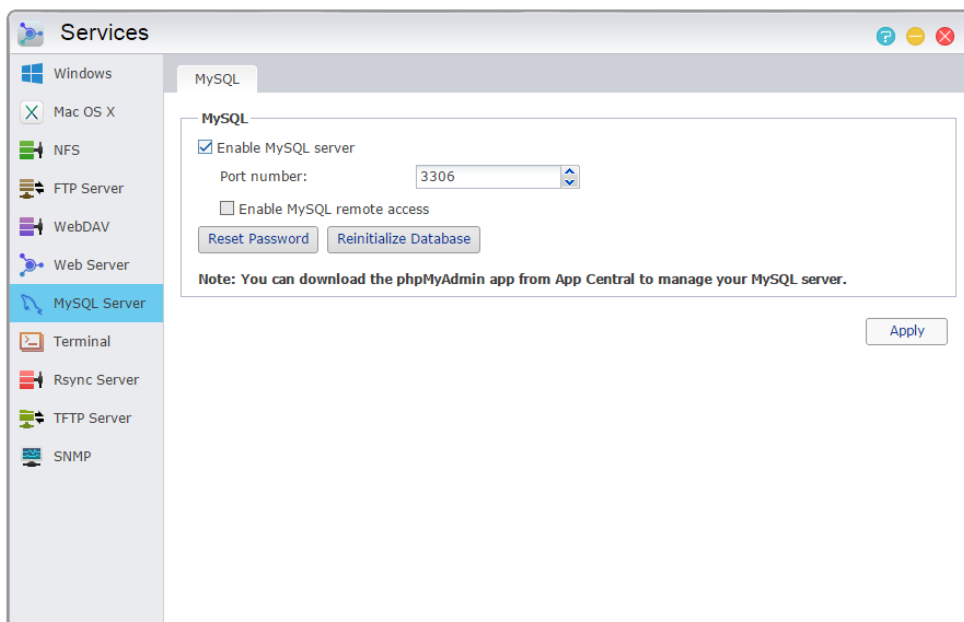 Services
Windows
Mac OS X
NFS
FTP Server
WebDAV
Web Server
MySQL Server
Terminal
Rsync Server
TFTP Server
SNMP
MySQL
MySQL
Enable MySQL server
Port number: 3306
Enable MySQL remote access
Reset Password Reinitialize Database
Note: You can download the phpMyAdmin app from App Central to manage your MySQL server.
Apply